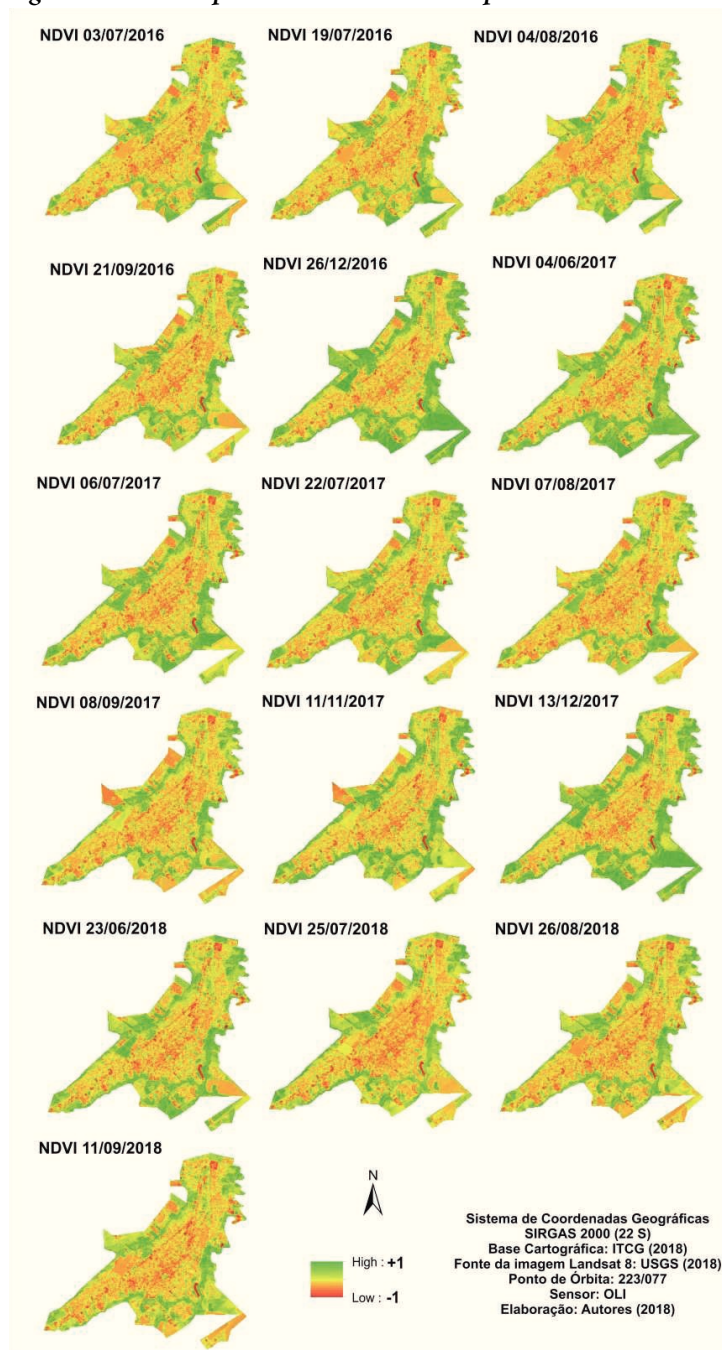 NDVI 03/07/2016
NDVI 19/07/2016
NDVI 04/08/2016
NDVI 21/09/2016
NDVI 26/12/2016
NDVI 04/06/2017
NDVI 06/07/2017
NDVI 22/07/2017
NDVI 07/08/2017
NDVI 08/09/2017
NDVI 11/11/2017
NDVI 13/12/2017
NDVI 23/06/2018
NDVI 25/07/2018
NDVI 26/08/2018
NDVI 11/09/2018
N
High : +1
Low : -1
Sistema de Coordenadas Geográficas
SIRGAS 2000 (22 S)
Base Cartográfica: ITCG (2018)
Fonte da imagem Landsat 8: USGS (2018)
Ponto de Órbita: 223/077
Sensor: OLI
Elaboração: Autores (2018)